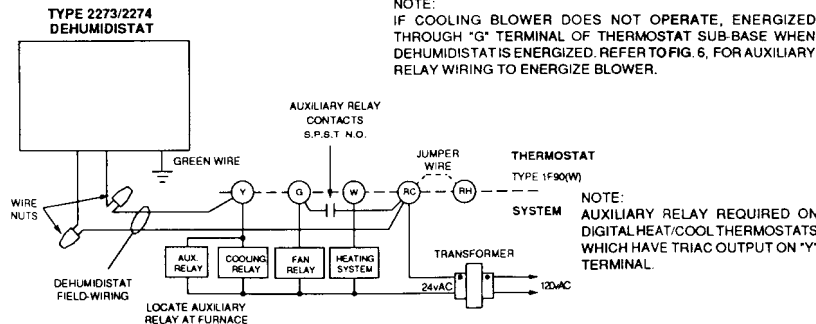 TYPE 2273/2274
DEHUMIDISTAT
NOTE:
IF COOLING BLOWER DOES NOT OPERATE, ENERGIZED
THROUGH "G" TERMINAL OF THERMOSTAT SUB-BASE WHEN
DEHUMIDISTAT IS ENERGIZED. REFER TO FIG. 6, FOR AUXILIARY
RELAY WIRING TO ENERGIZE BLOWER.
AUXILIARY RELAY
CONTACTS
S.P.S.T N.O.
GREEN WIRE
JUMPER
WIRE
THERMOSTAT
TYPE 1F90(W)
WIRE
NUTS
Y
G
W
RC
RH
SYSTEM
NOTE:
AUXILIARY RELAY REQUIRED ON
DIGITAL HEAT/COOL THERMOSTATS
WHICH HAVE TRIAC OUTPUT ON "Y"
TERMINAL.
DEHUMIDISTAT
FIELD-WIRING
AUX.
RELAY
COOLING
RELAY
FAN
RELAY
HEATING
SYSTEM
TRANSFORMER
24vAC
120vAC
LOCATE AUXILIARY
RELAY AT FURNACE